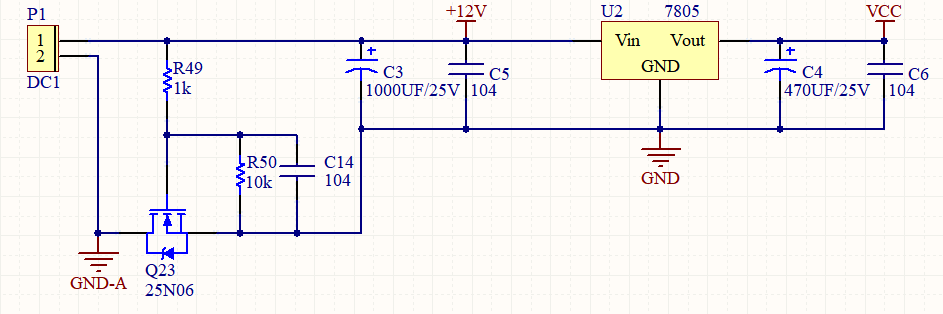 P1
1
2
DC1
R49
1k
R50
10k
C14
104
Q23
25N06
GND-A
+12V
C3
1000UF/25V
C5
104
U2
7805
Vin
Vout
GND
GND
VCC
C4
470UF/25V
C6
104